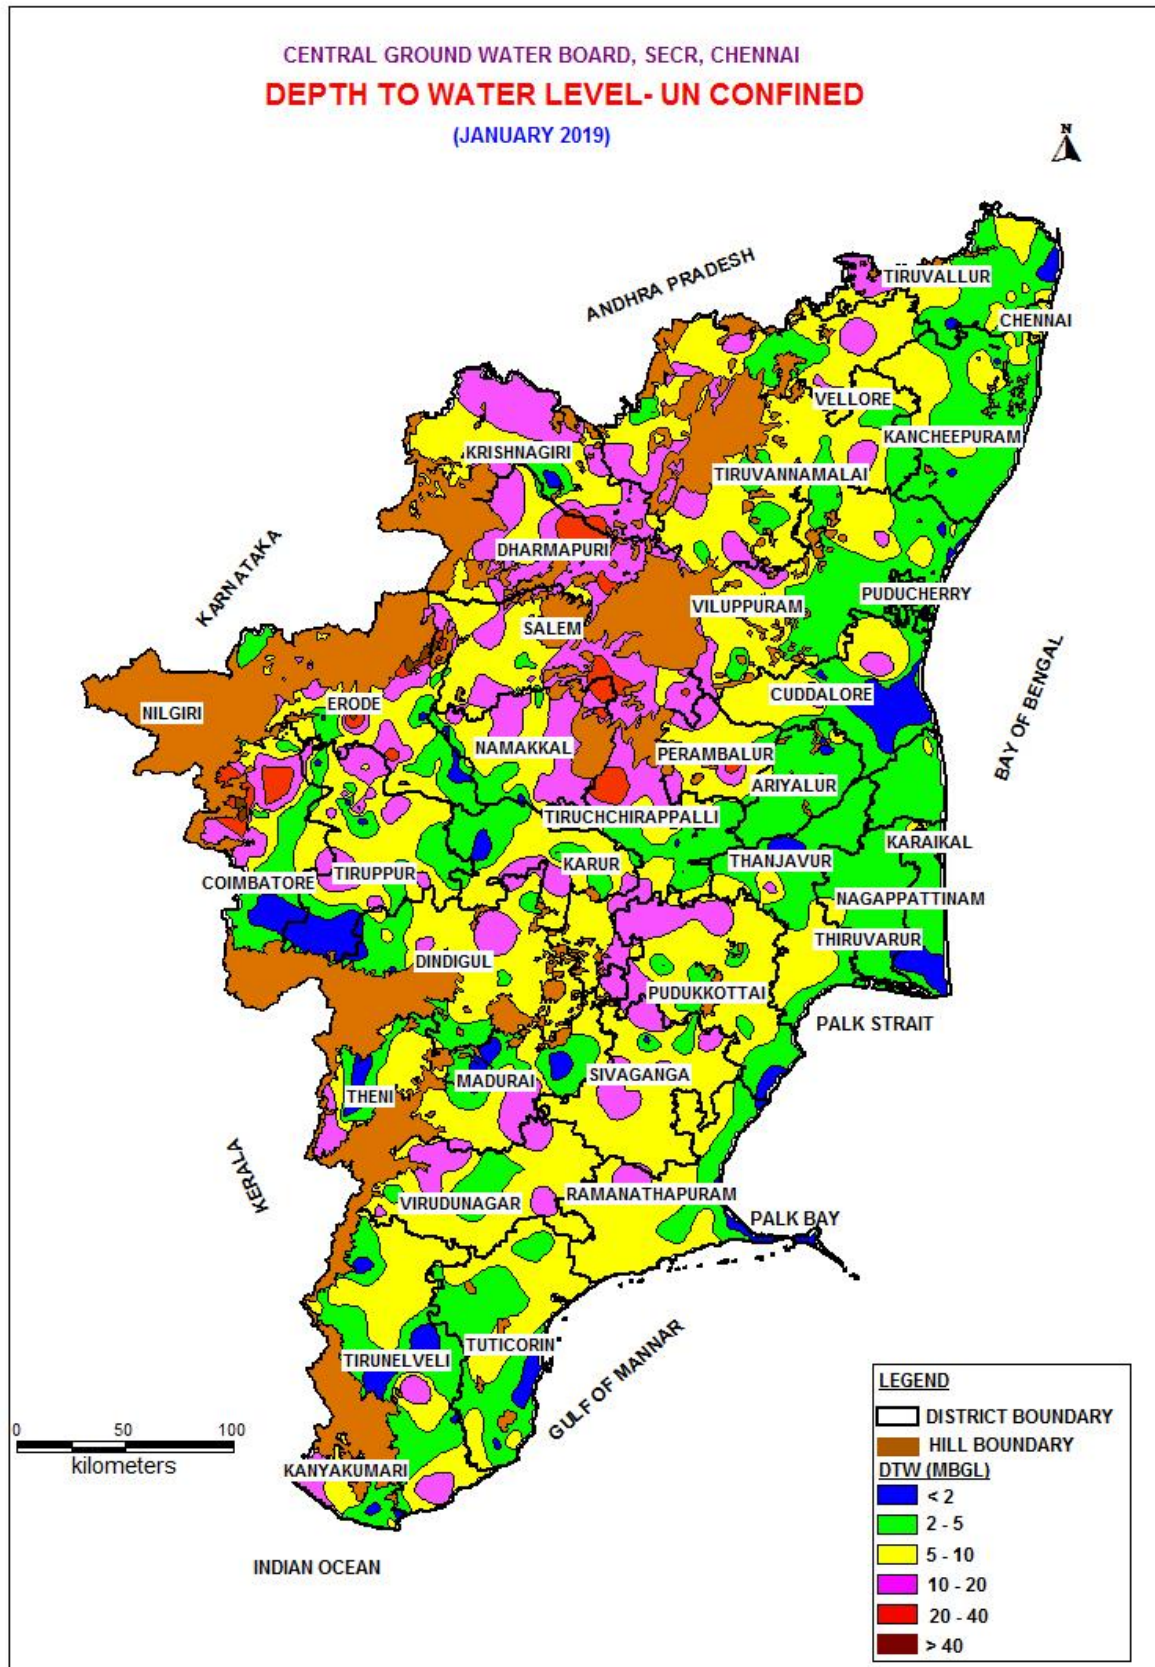 CENTRAL GROUND WATER BOARD, SECR, CHENNAI
DEPTH TO WATER LEVEL- UN CONFINED
(JANUARY 2019)
N
ANDHRA PRADESH
TIRUVALLUR
CHENNAI
VELLORE
KANCHEEPURAM
KRISHNAGIRI
TIRUVANNAMALAI
KARNATAKA
DHARMAPURI
PUDUCHERRY
VILUPPURAM
SALEM
BAY OF BENGAL
CUDDALORE
NILGIRI
ERODE
NAMAKKAL
PERAMBALUR
ARIYALUR
TIRUCHCHIRAPPALLI
KARAIKAL
KARUR
THANJAVUR
COIMBATORE
TIRUPPUR
NAGAPPATTINAM
THIRUVARUR
DINDIGUL
PUDUKKOTTAI
PALK STRAIT
SIVAGANGA
MADURAI
THENI
KERALA
VIRUDUNAGAR
RAMANATHAPURAM
PALK BAY
TUTICORIN
TIRUNELVELI
GULF OF MANNAR
KANYAKUMARI
INDIAN OCEAN
0 50 100
kilometers
LEGEND
DISTRICT BOUNDARY
HILL BOUNDARY
DTW (MBGL)
< 2
2 - 5
5 - 10
10 - 20
20 - 40
> 40